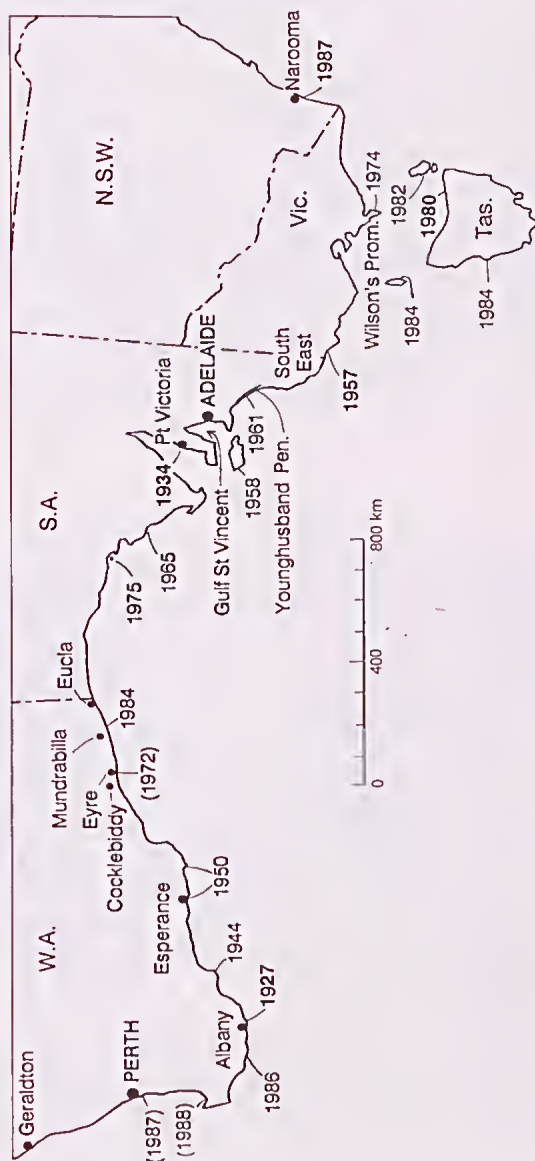 Geraldton
W.A.
PERTH
(1987)
(1988)
Albany
1986
1927
1944
Esperance
1950
Cocklebiddy
Eyre
(1972)
Mundrabilla
Eucla
1984
S.A.
1975
1965
1934
Pt Victoria
ADELAIDE
Gulf St Vincent
1958
1961
Younghusband Pen.
South
East
1957
N.S.W.
Vic.
Narooma
1987
Wilson's Prom.
1974
1982
1980
1984
Tas.
1984
0
400
800 km